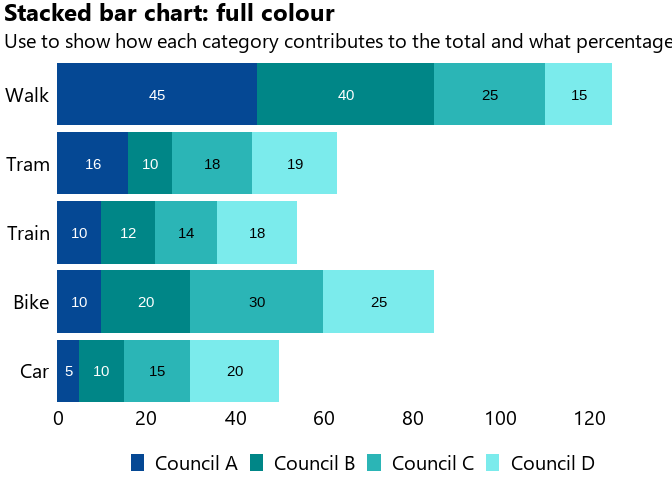 Stacked bar chart: full colour
Use to show how each category contributes to the total and what percentage
Walk 45 40 25 15
Tram 16 10 18 19
Train 10 12 14 18
Bike 10 20 30 25
Car 5 10 15 20
0 20 40 60 80 100 120
Council A Council B Council C Council D